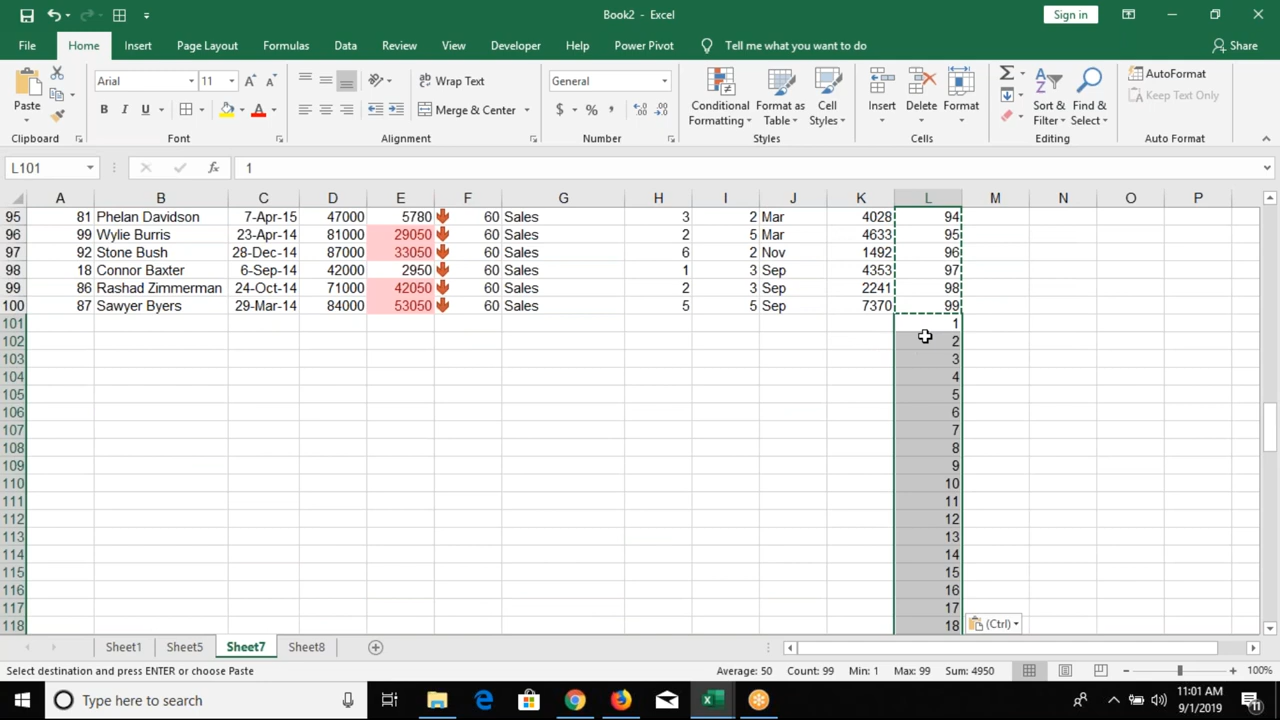 Book2 - Excel
Sign in
File Home Insert Page Layout Formulas Data Review View Developer Help Power Pivot Tell me what you want to do Share
Paste
Clipboard
Arial 11 A A
B I U A
Font
ab Wrap Text
Merge & Center
Alignment
General
$ % , .0 .00 .00 .0
Number
Conditional Formatting
Format as Table
Cell Styles
Styles
Insert Delete Format
Cells
Sort & Filter
Find & Select
Editing
AutoFormat
Keep Text Only
Auto Format
L101 fx 1
A B C D E F G H I J K L M N O P
95 81 Phelan Davidson 7-Apr-15 47000 5780 60 Sales 3 2 Mar 4028 94
96 99 Wylie Burris 23-Apr-14 81000 29050 60 Sales 2 5 Mar 4633 95
97 92 Stone Bush 28-Dec-14 87000 33050 60 Sales 6 2 Nov 1492 96
98 18 Connor Baxter 6-Sep-14 42000 2950 60 Sales 1 3 Sep 4353 97
99 86 Rashad Zimmerman 24-Oct-14 71000 42050 60 Sales 2 3 Sep 2241 98
100 87 Sawyer Byers 29-Mar-14 84000 53050 60 Sales 5 5 Sep 7370 99
101 1
102 2
103 3
104 4
105 5
106 6
107 7
108 8
109 9
110 10
111 11
112 12
113 13
114 14
115 15
116 16
117 17
118 18
(Ctrl)
Sheet1 Sheet5 Sheet7 Sheet8
Select destination and press ENTER or choose Paste Average: 50 Count: 99 Min: 1 Max: 99 Sum: 4950 100%
Type here to search
11:01 AM
9/1/2019
11